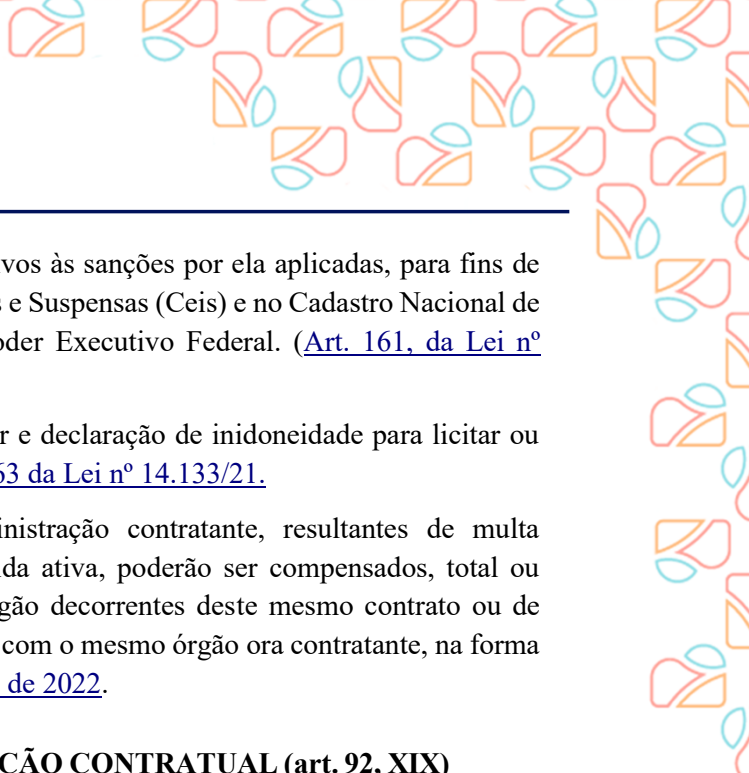 vos às sanções por ela aplicadas, para fins de
s e Suspensas (Ceis) e no Cadastro Nacional de
oder Executivo Federal. (Art. 161, da Lei nº
r e declaração de inidoneidade para licitar ou
63 da Lei nº 14.133/21.
inistração contratante, resultantes de multa
da ativa, poderão ser compensados, total ou
gão decorrentes deste mesmo contrato ou de
com o mesmo órgão ora contratante, na forma
de 2022.
ÇÃO CONTRATUAL (art. 92, XIX)